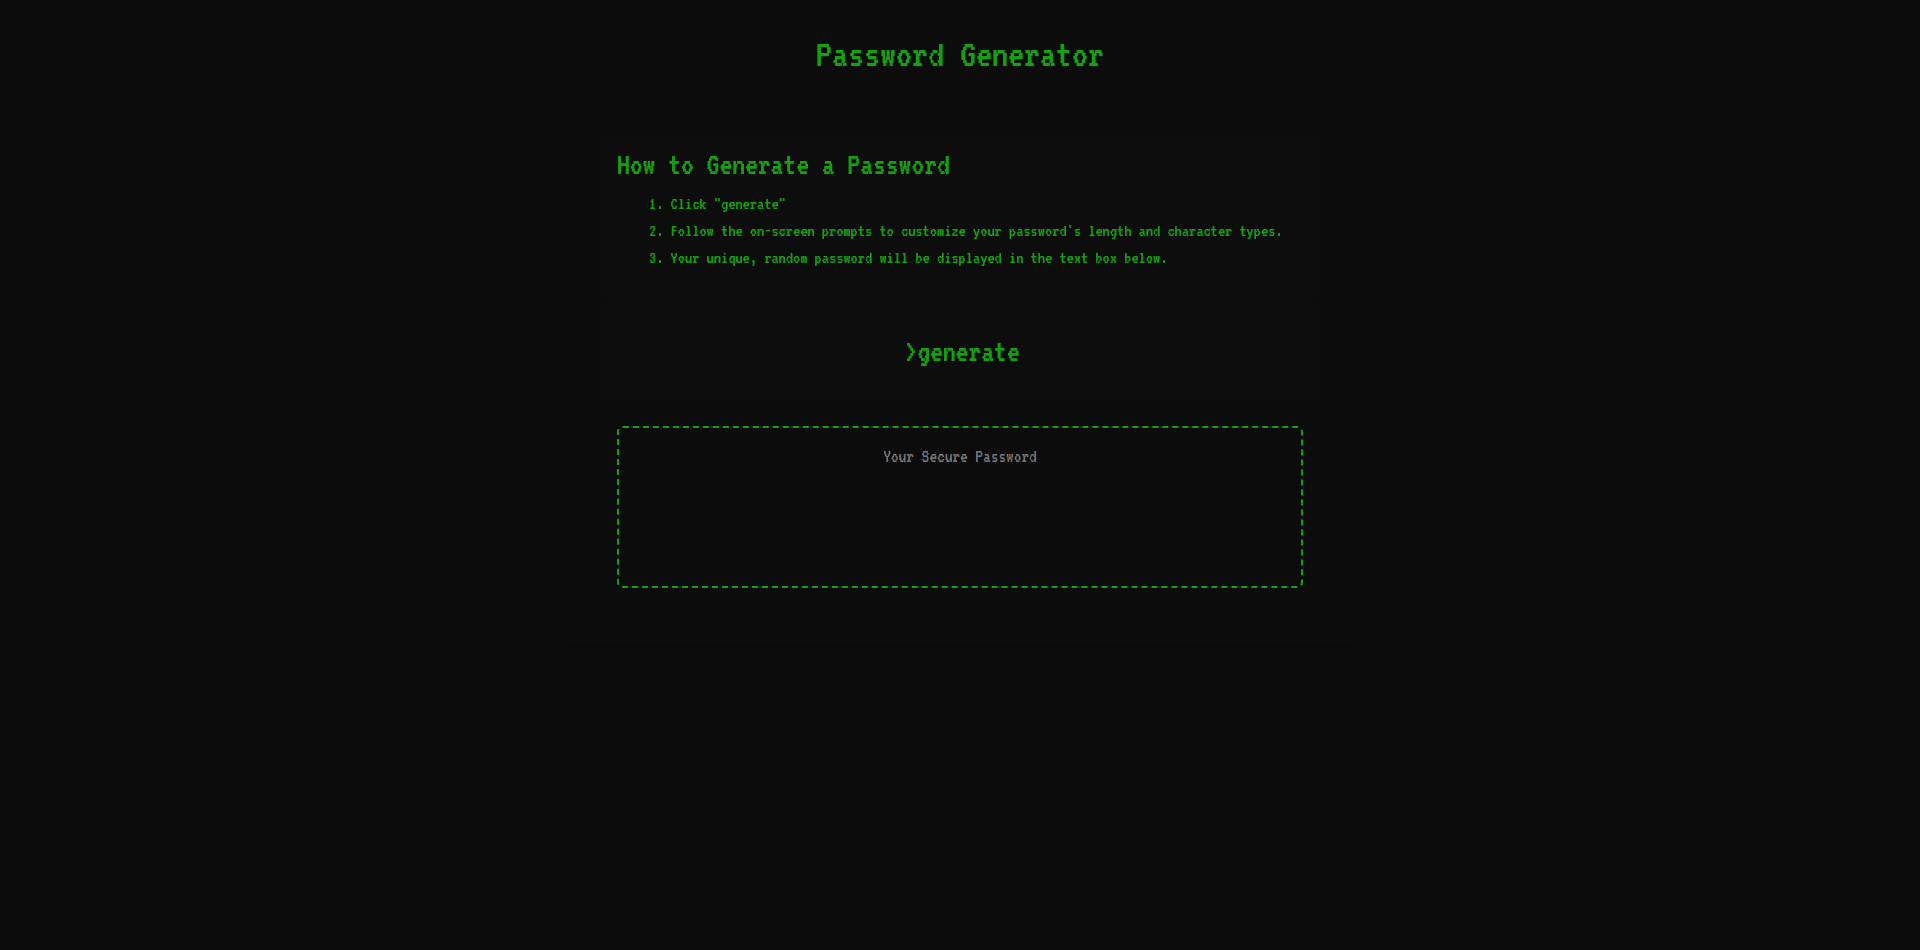 Password Generator
How to Generate a Password
1. Click "generate"
2. Follow the on-screen prompts to customize your password's length and character types.
3. Your unique, random password will be displayed in the text box below.
>generate
Your Secure Password